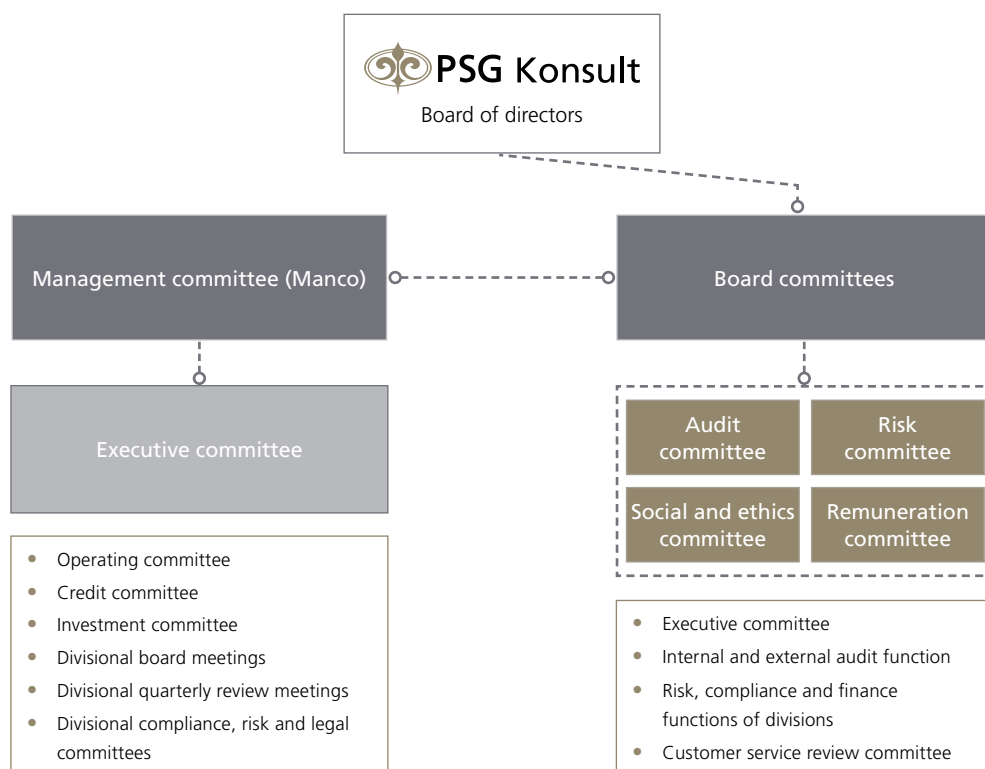 PSG Konsult
Board of directors
Management committee (Manco)
Board committees
Executive committee
Audit
committee
Risk
committee
Social and ethics
committee
Remuneration
committee
• Operating committee
• Credit committee
• Investment committee
• Divisional board meetings
• Divisional quarterly review meetings
• Divisional compliance, risk and legal
committees
• Executive committee
• Internal and external audit function
• Risk, compliance and finance
functions of divisions
• Customer service review committee